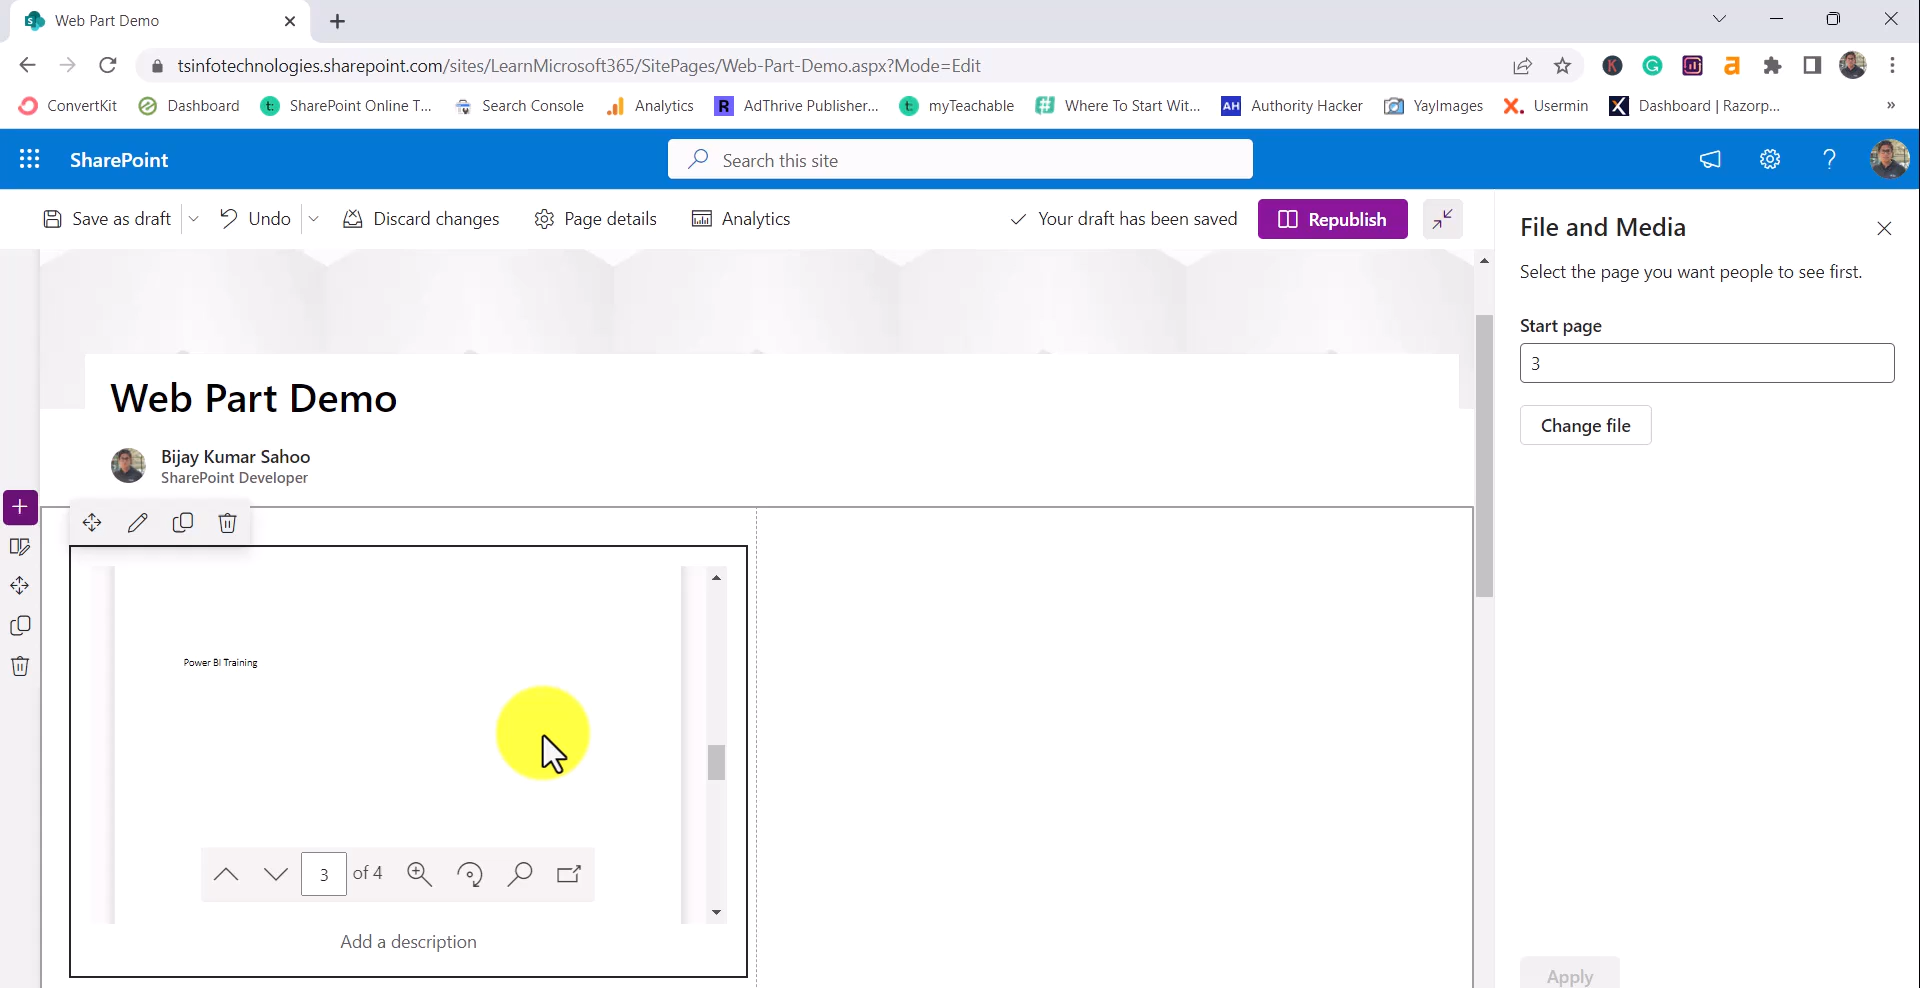 Web Part Demo
tsinfotechnologies.sharepoint.com/sites/LearnMicrosoft365/SitePages/Web-Part-Demo.aspx?Mode=Edit
ConvertKit
Dashboard
SharePoint Online T...
Search Console
Analytics
R
AdThrive Publisher...
myTeachable
Where To Start Wit...
AH
Authority Hacker
YayImages
Usermin
Dashboard | Razorp...
»
SharePoint
Search this site
Save as draft
Undo
Discard changes
Page details
Analytics
Your draft has been saved
Republish
File and Media
Select the page you want people to see first.
Start page
3
Change file
Web Part Demo
Bijay Kumar Sahoo
SharePoint Developer
Power BI Training
3 of 4
Add a description
Apply